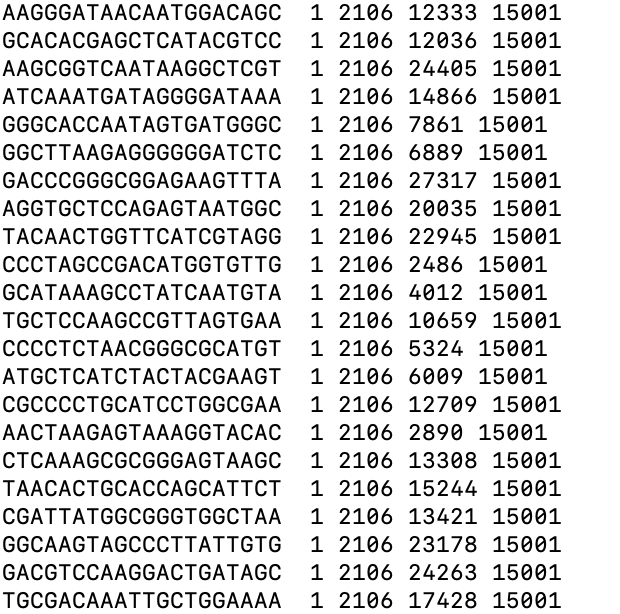 AAGGGATAACAATGGACAGC 1 2106 12333 15001
GCACACGAGCTCATACGTCC 1 2106 12036 15001
AAGCGGTCAATAAGGCTCGT 1 2106 24405 15001
ATCAAATGATAGGGGATAAA 1 2106 14866 15001
GGGCACCAATAGTGATGGGC 1 2106 7861 15001
GGCTTAAGAGGGGGGATCTC 1 2106 6889 15001
GACCCGGGCGGAGAAGTTTA 1 2106 27317 15001
AGGTGCTCCAGAGTAATGGC 1 2106 20035 15001
TACAACTGGTTCATCGTAGG 1 2106 22945 15001
CCCTAGCCGACATGGTGTTG 1 2106 2486 15001
GCATAAAGCCTATCAATGTA 1 2106 4012 15001
TGCTCCAAGCCGTTAGTGAA 1 2106 10659 15001
CCCCTCTAACGGGCGCATGT 1 2106 5324 15001
ATGCTCATCTACTACGAAGT 1 2106 6009 15001
CGCCCCTGCATCCTGGCGAA 1 2106 12709 15001
AACTAAGAGTAAAGGTACAC 1 2106 2890 15001
CTCAAAGCGCGGGAGTAAGC 1 2106 13308 15001
TAACACTGCACCAGCATTCT 1 2106 15244 15001
CGATTATGGCGGGTGGCTAA 1 2106 13421 15001
GGCAAGTAGCCCTTATTGTG 1 2106 23178 15001
GACGTCCAAGGACTGATAGC 1 2106 24263 15001
TGCGACAAATTGCTGGAAAA 1 2106 17428 15001